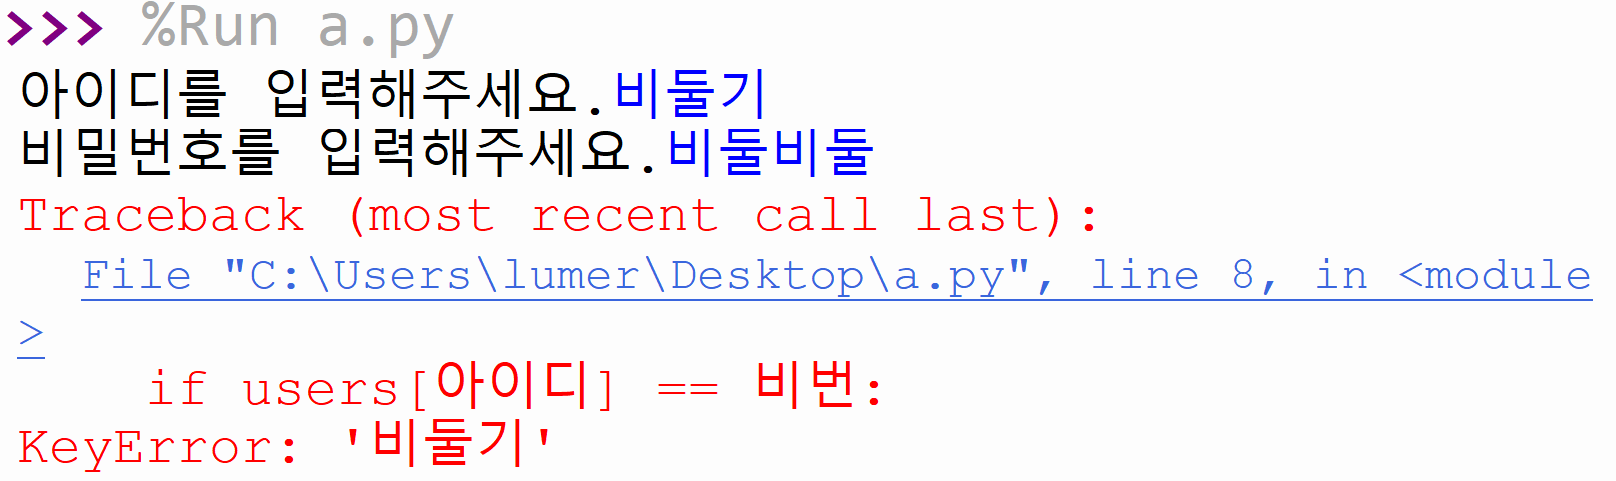 >>> %Run a.py
아이디를 입력해주세요.비둘기
비밀번호를 입력해주세요.비둘비둘
Traceback (most recent call last):
  File "C:\Users\lumer\Desktop\a.py", line 8, in <module
>
    if users[아이디] == 비번:
KeyError: '비둘기'